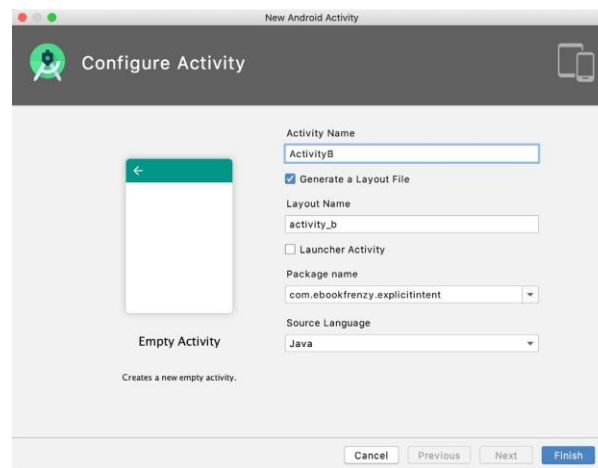 New Android Activity
Configure Activity
Activity Name
ActivityB
Generate a Layout File
Layout Name
activity_b
Launcher Activity
Package name
com.ebookfrenzy.explicitintent
Source Language
Java
Empty Activity
Creates a new empty activity.
Cancel Previous Next Finish